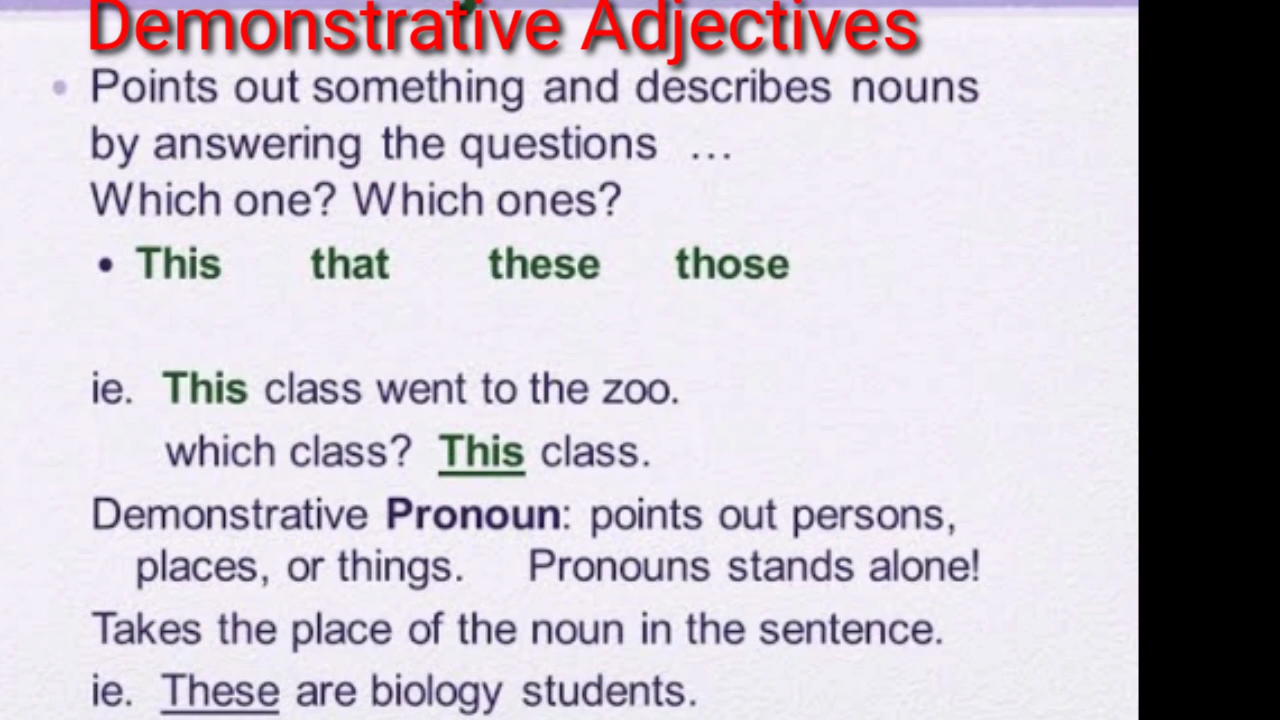 Demonstrative Adjectives
• Points out something and describes nouns
by answering the questions ...
Which one? Which ones?
• This that these those
ie. This class went to the zoo.
which class? This class.
Demonstrative Pronoun: points out persons,
places, or things. Pronouns stands alone!
Takes the place of the noun in the sentence.
ie. These are biology students.